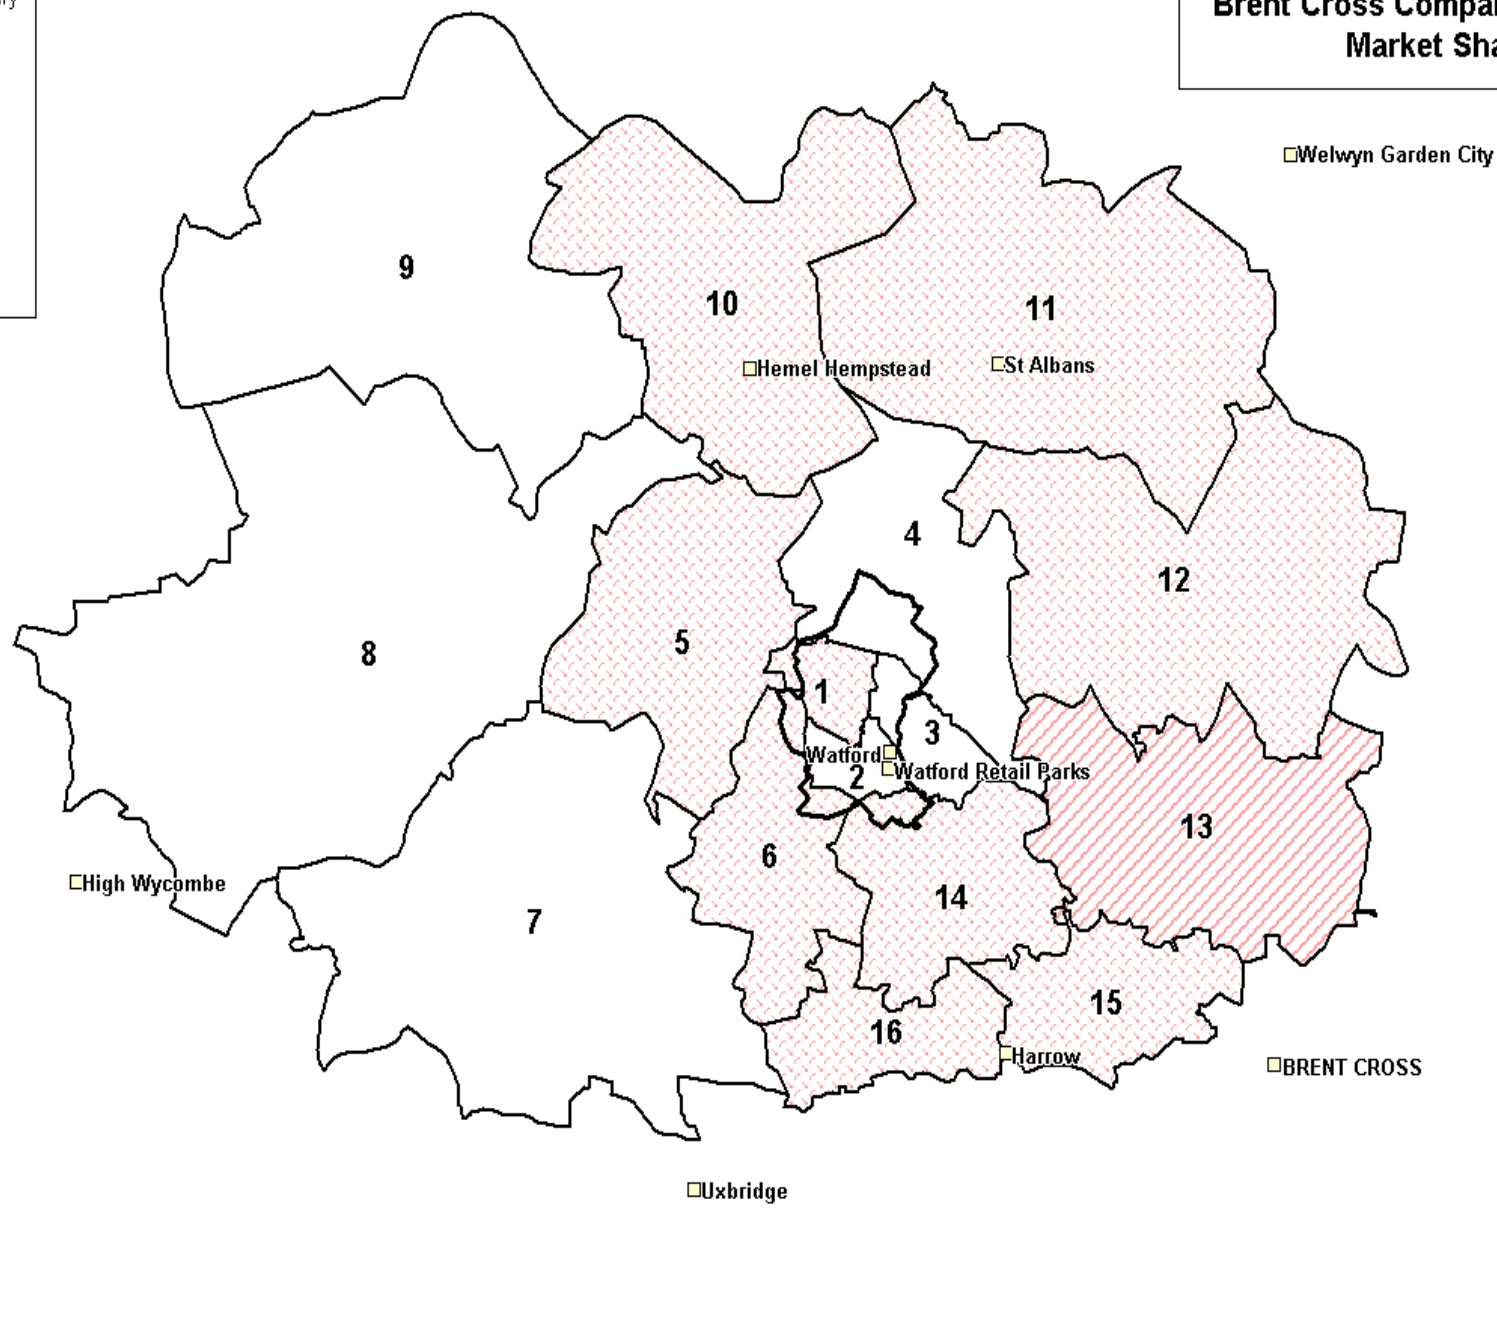 Brent Cross Compa
Market Sha
Welwyn Garden City
9
10
11
Hemel Hempstead
St Albans
4
12
5
8
1
3
Watford
2
Watford Retail Parks
13
6
High Wycombe
14
7
15
16
Harrow
BRENT CROSS
Uxbridge